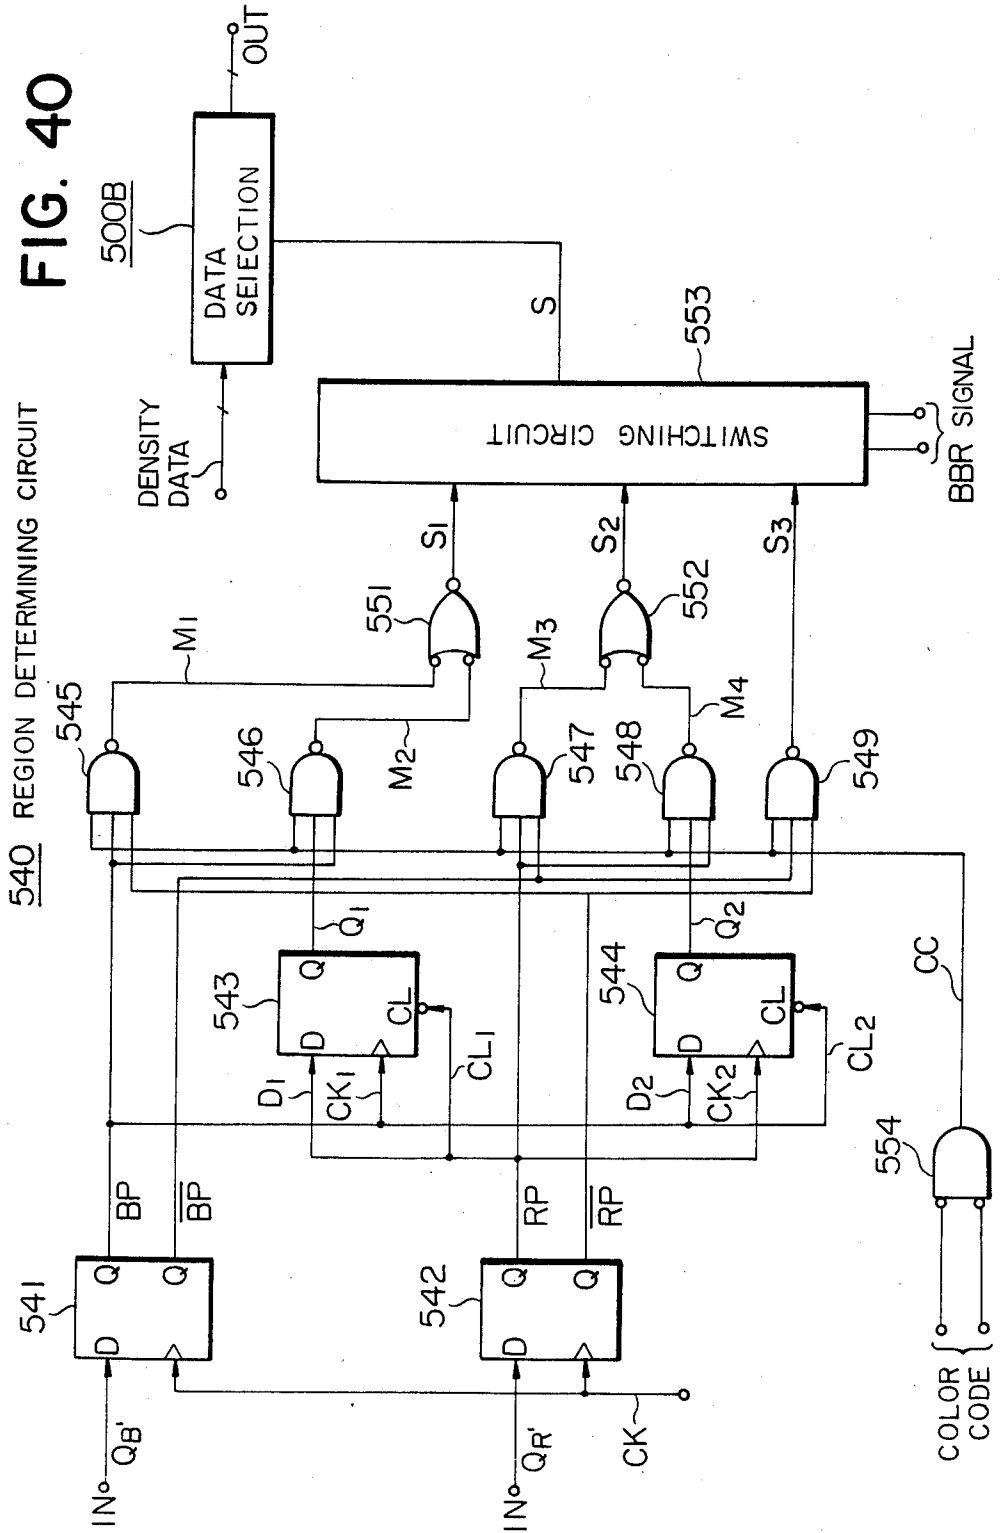 FIG. 40
540 REGION DETERMINING CIRCUIT
500B
DATA
SElECTION
OUT
DENSITY
DATA
S
553
SWITCHING CIRCUIT
BBR SIGNAL
S1
S2
S3
551
552
M1
M2
M3
M4
545
546
547
548
549
Q1
Q2
543
D
Q
CL
544
D
Q
CL
D1
CK1
CL1
D2
CK2
CL2
CC
554
COLOR
CODE
BP
BP
RP
RP
541
D
Q
Q
542
D
Q
Q
IN
QB'
IN
QR'
CK